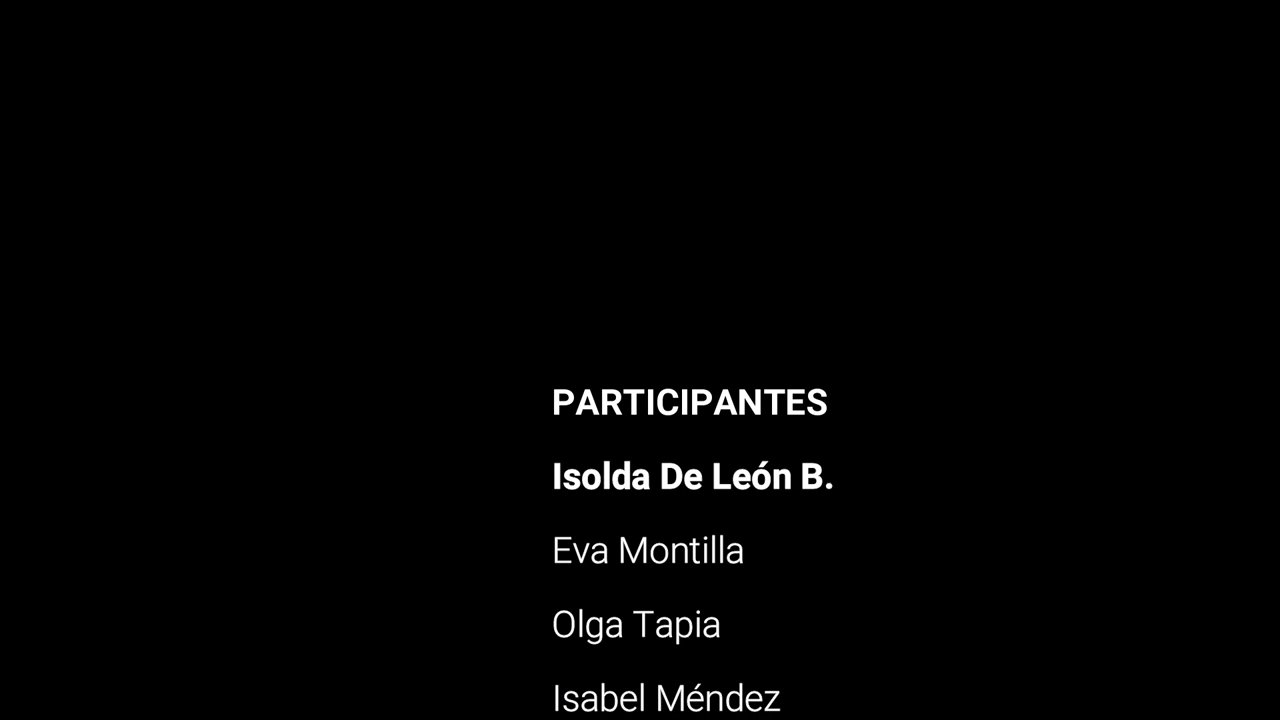 PARTICIPANTES
Isolda De León B.
Eva Montilla
Olga Tapia
Isabel Méndez